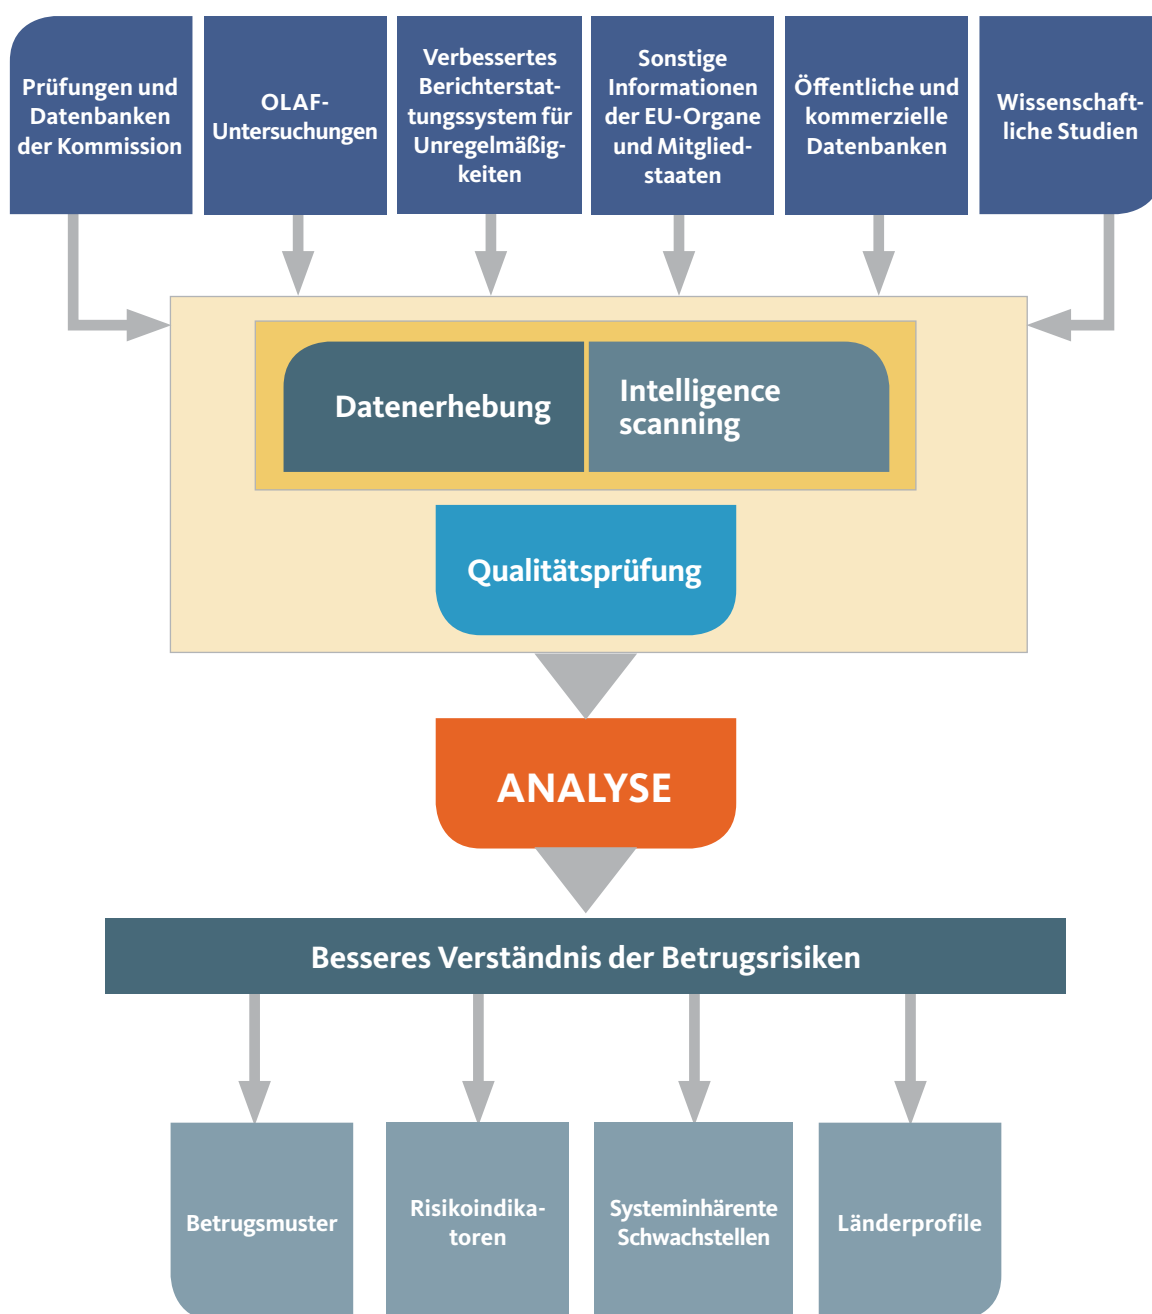 Prüfungen und
Datenbanken
der Kommission
OLAF-
Untersuchungen
Verbessertes
Berichterstat-
tungssystem für
Unregelmäßig-
keiten
Sonstige
Informationen
der EU-Organe
und Mitglied-
staaten
Öffentliche und
kommerzielle
Datenbanken
Wissenschaft-
liche Studien
Datenerhebung
Intelligence
scanning
Qualitätsprüfung
ANALYSE
Besseres Verständnis der Betrugsrisiken
Betrugsmuster
Risikoindika-
toren
Systeminhärente
Schwachstellen
Länderprofile